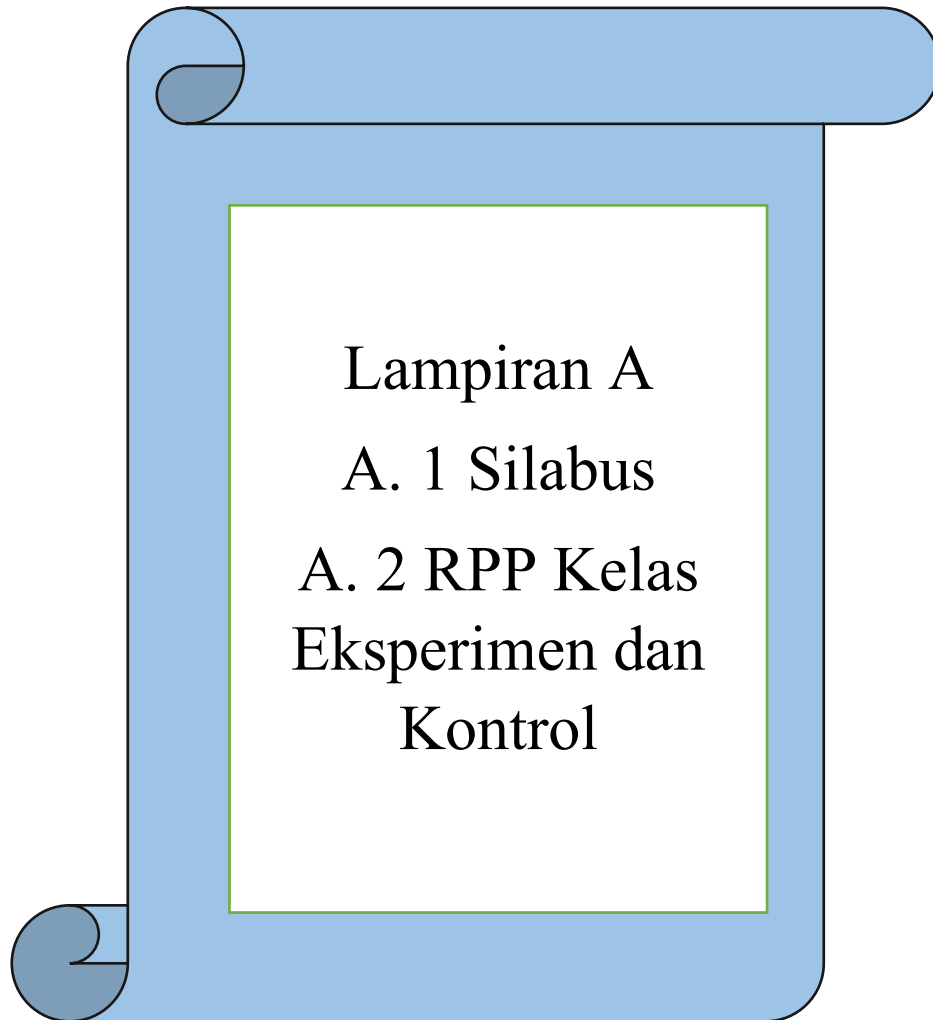 Lampiran A
A. 1 Silabus
A. 2 RPP Kelas
Eksperimen dan
Kontrol